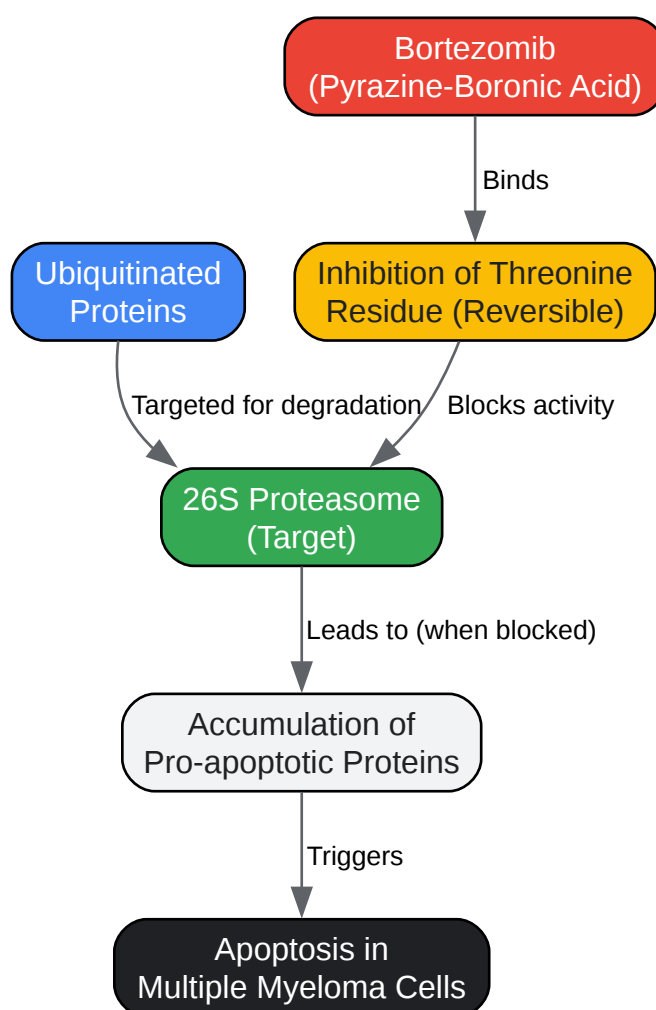 Bortezomib
(Pyrazine-Boronic Acid)
Binds
Ubiquitinated
Proteins
Inhibition of Threonine
Residue (Reversible)
Targeted for degradation
Blocks activity
26S Proteasome
(Target)
Leads to (when blocked)
Accumulation of
Pro-apoptotic Proteins
Triggers
Apoptosis in
Multiple Myeloma Cells